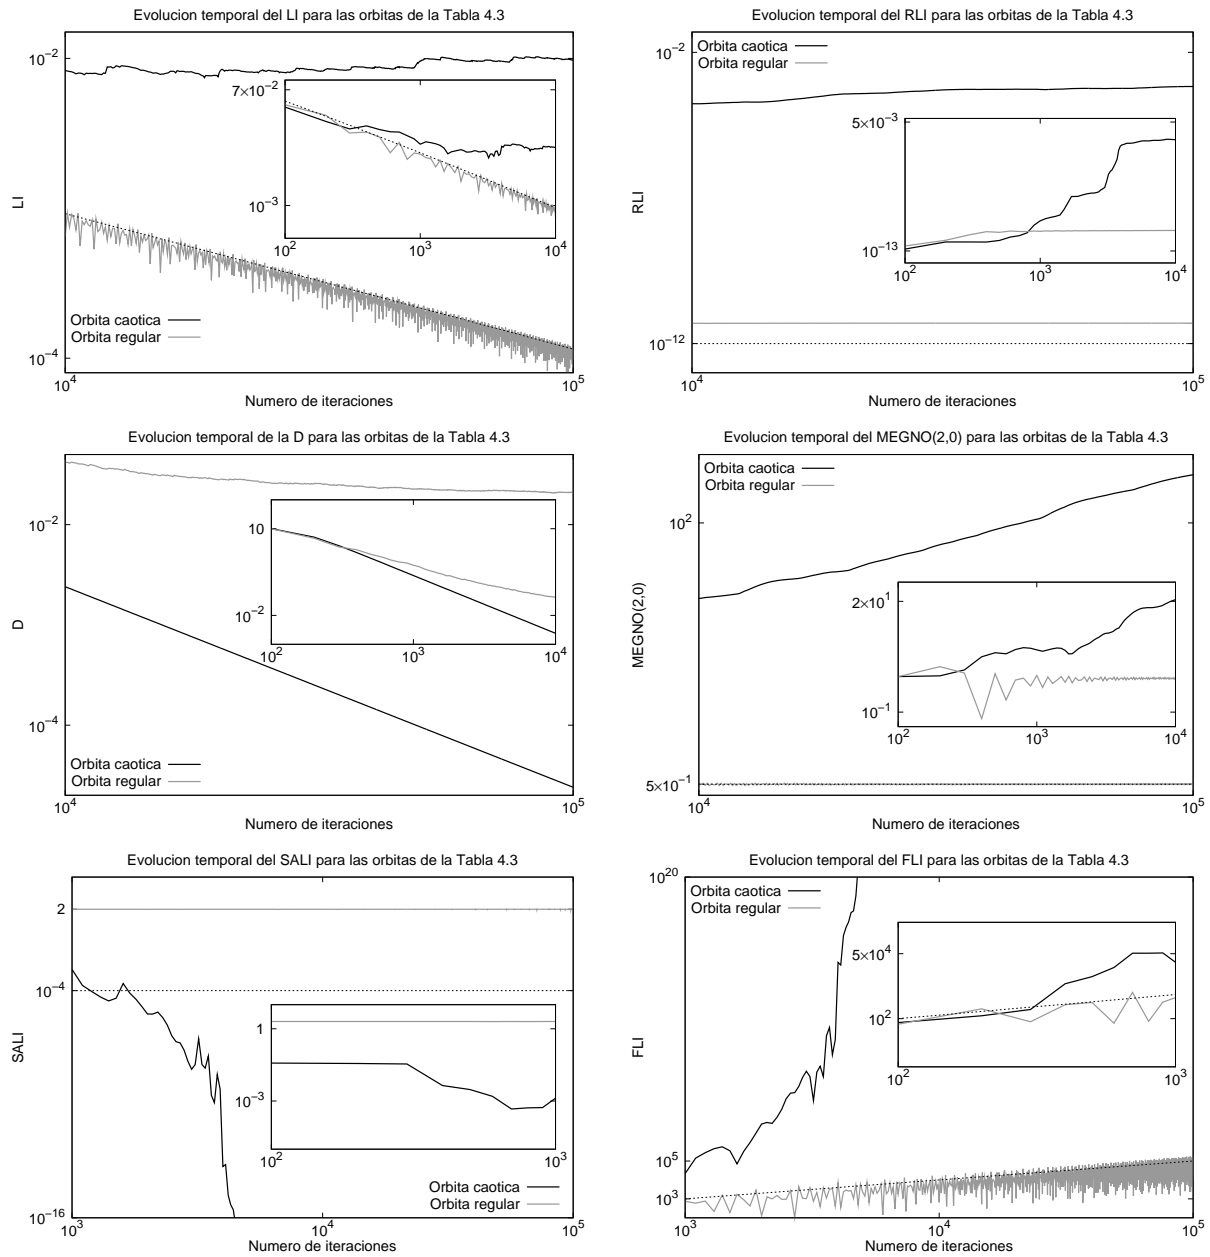 Evolucion temporal del LI para las orbitas de la Tabla 4.3
10^-2
10^-4
LI
7×10^-2
10^-3
10^2 10^3 10^4
Orbita caotica
Orbita regular
10^4 10^5
Numero de iteraciones
Evolucion temporal del RLI para las orbitas de la Tabla 4.3
10^-2
10^-12
RLI
Orbita caotica
Orbita regular
5×10^-3
10^-13
10^2 10^3 10^4
10^4 10^5
Numero de iteraciones
Evolucion temporal de la D para las orbitas de la Tabla 4.3
10^-2
10^-4
D
10
10^-2
10^2 10^3 10^4
Orbita caotica
Orbita regular
10^4 10^5
Numero de iteraciones
Evolucion temporal del MEGNO(2,0) para las orbitas de la Tabla 4.3
10^2
5×10^-1
MEGNO(2,0)
Orbita caotica
Orbita regular
2×10^1
10^-1
10^2 10^3 10^4
10^4 10^5
Numero de iteraciones
Evolucion temporal del SALI para las orbitas de la Tabla 4.3
2
10^-4
10^-16
SALI
1
10^-3
10^2 10^3
Orbita caotica
Orbita regular
10^3 10^4 10^5
Numero de iteraciones
Evolucion temporal del FLI para las orbitas de la Tabla 4.3
10^20
10^5
10^3
FLI
Orbita caotica
Orbita regular
5×10^4
10^2
10^2 10^3
10^3 10^4 10^5
Numero de iteraciones